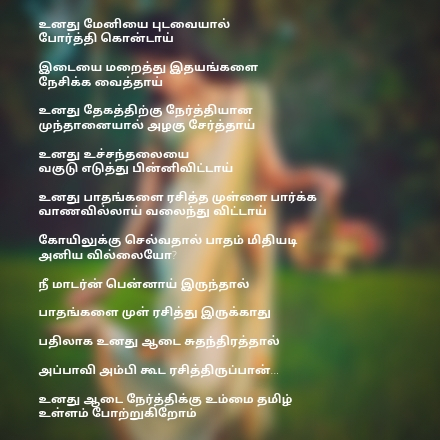 உனது மேனியை புடவையால்
போர்த்தி கொன்டாய்
இடையை மறைத்து இதயங்களை
நேசிக்க வைத்தாய்
உனது தேகத்திற்கு நேர்த்தியான
முந்தானையால் அழகு சேர்த்தாய்
உனது உச்சந்தலையை
வகுடு எடுத்து பின்னிவிட்டாய்
உனது பாதங்களை ரசித்த முள்ளை பார்க்க
வாணவில்லாய் வலைந்து விட்டாய்
கோயிலுக்கு செல்வதால் பாதம் மிதியடி
அனிய வில்லையோ?
நீ மாடர்ன் பென்னாய் இருந்தால்
பாதங்களை முள் ரசித்து இருக்காது
பதிலாக உனது ஆடை சுதந்திரத்தால்
அப்பாவி அம்பி கூட ரசித்திருப்பான்...
உனது ஆடை நேர்த்திக்கு உம்மை தமிழ்
உள்ளம் போற்றுகிறோம்